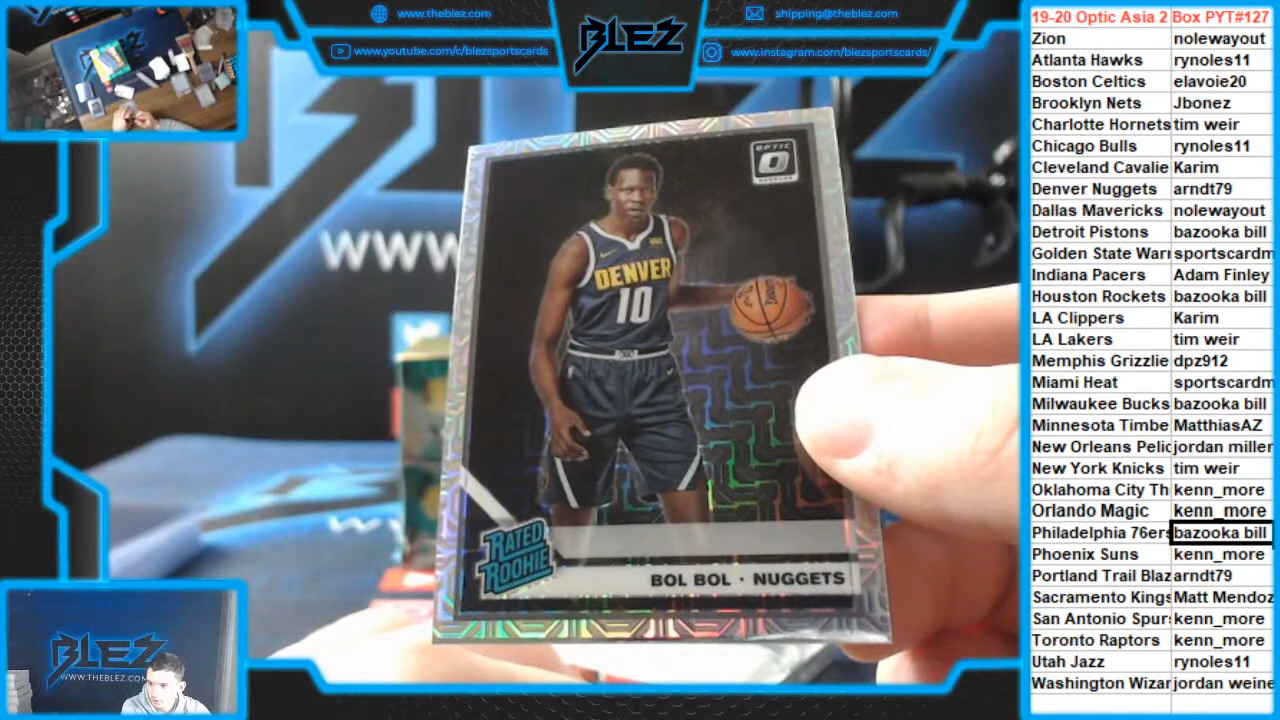 www.theblez.com
www.youtube.com/c/blezsportscards
BLEZ
shipping@theblez.com
www.instagram.com/blezsportscards/
19-20 Optic Asia 2 Box PYT#127
Zion nolewayout
Atlanta Hawks rynoles11
Boston Celtics elavoie20
Brooklyn Nets Jbonez
Charlotte Hornets tim weir
Chicago Bulls rynoles11
Cleveland Cavalie Karim
Denver Nuggets arndt79
Dallas Mavericks nolewayout
Detroit Pistons bazooka bill
Golden State Warr sportscardm
Indiana Pacers Adam Finley
Houston Rockets bazooka bill
LA Clippers Karim
LA Lakers tim weir
Memphis Grizzlie dpz912
Miami Heat sportscardm
Milwaukee Bucks bazooka bill
Minnesota Timbe MatthiasAZ
New Orleans Pelic jordan miller
New York Knicks tim weir
Oklahoma City Th kenn_more
Orlando Magic kenn_more
Philadelphia 76ers bazooka bill
Phoenix Suns kenn_more
Portland Trail Blaz arndt79
Sacramento Kings Matt Mendoz
San Antonio Spurs kenn_more
Toronto Raptors kenn_more
Utah Jazz rynoles11
Washington Wizar jordan weine
OPTIC
DENVER
10
RATED
ROOKIE
BOL BOL · NUGGETS
WWW
BLEZ
WWW.THEBLEZ.COM